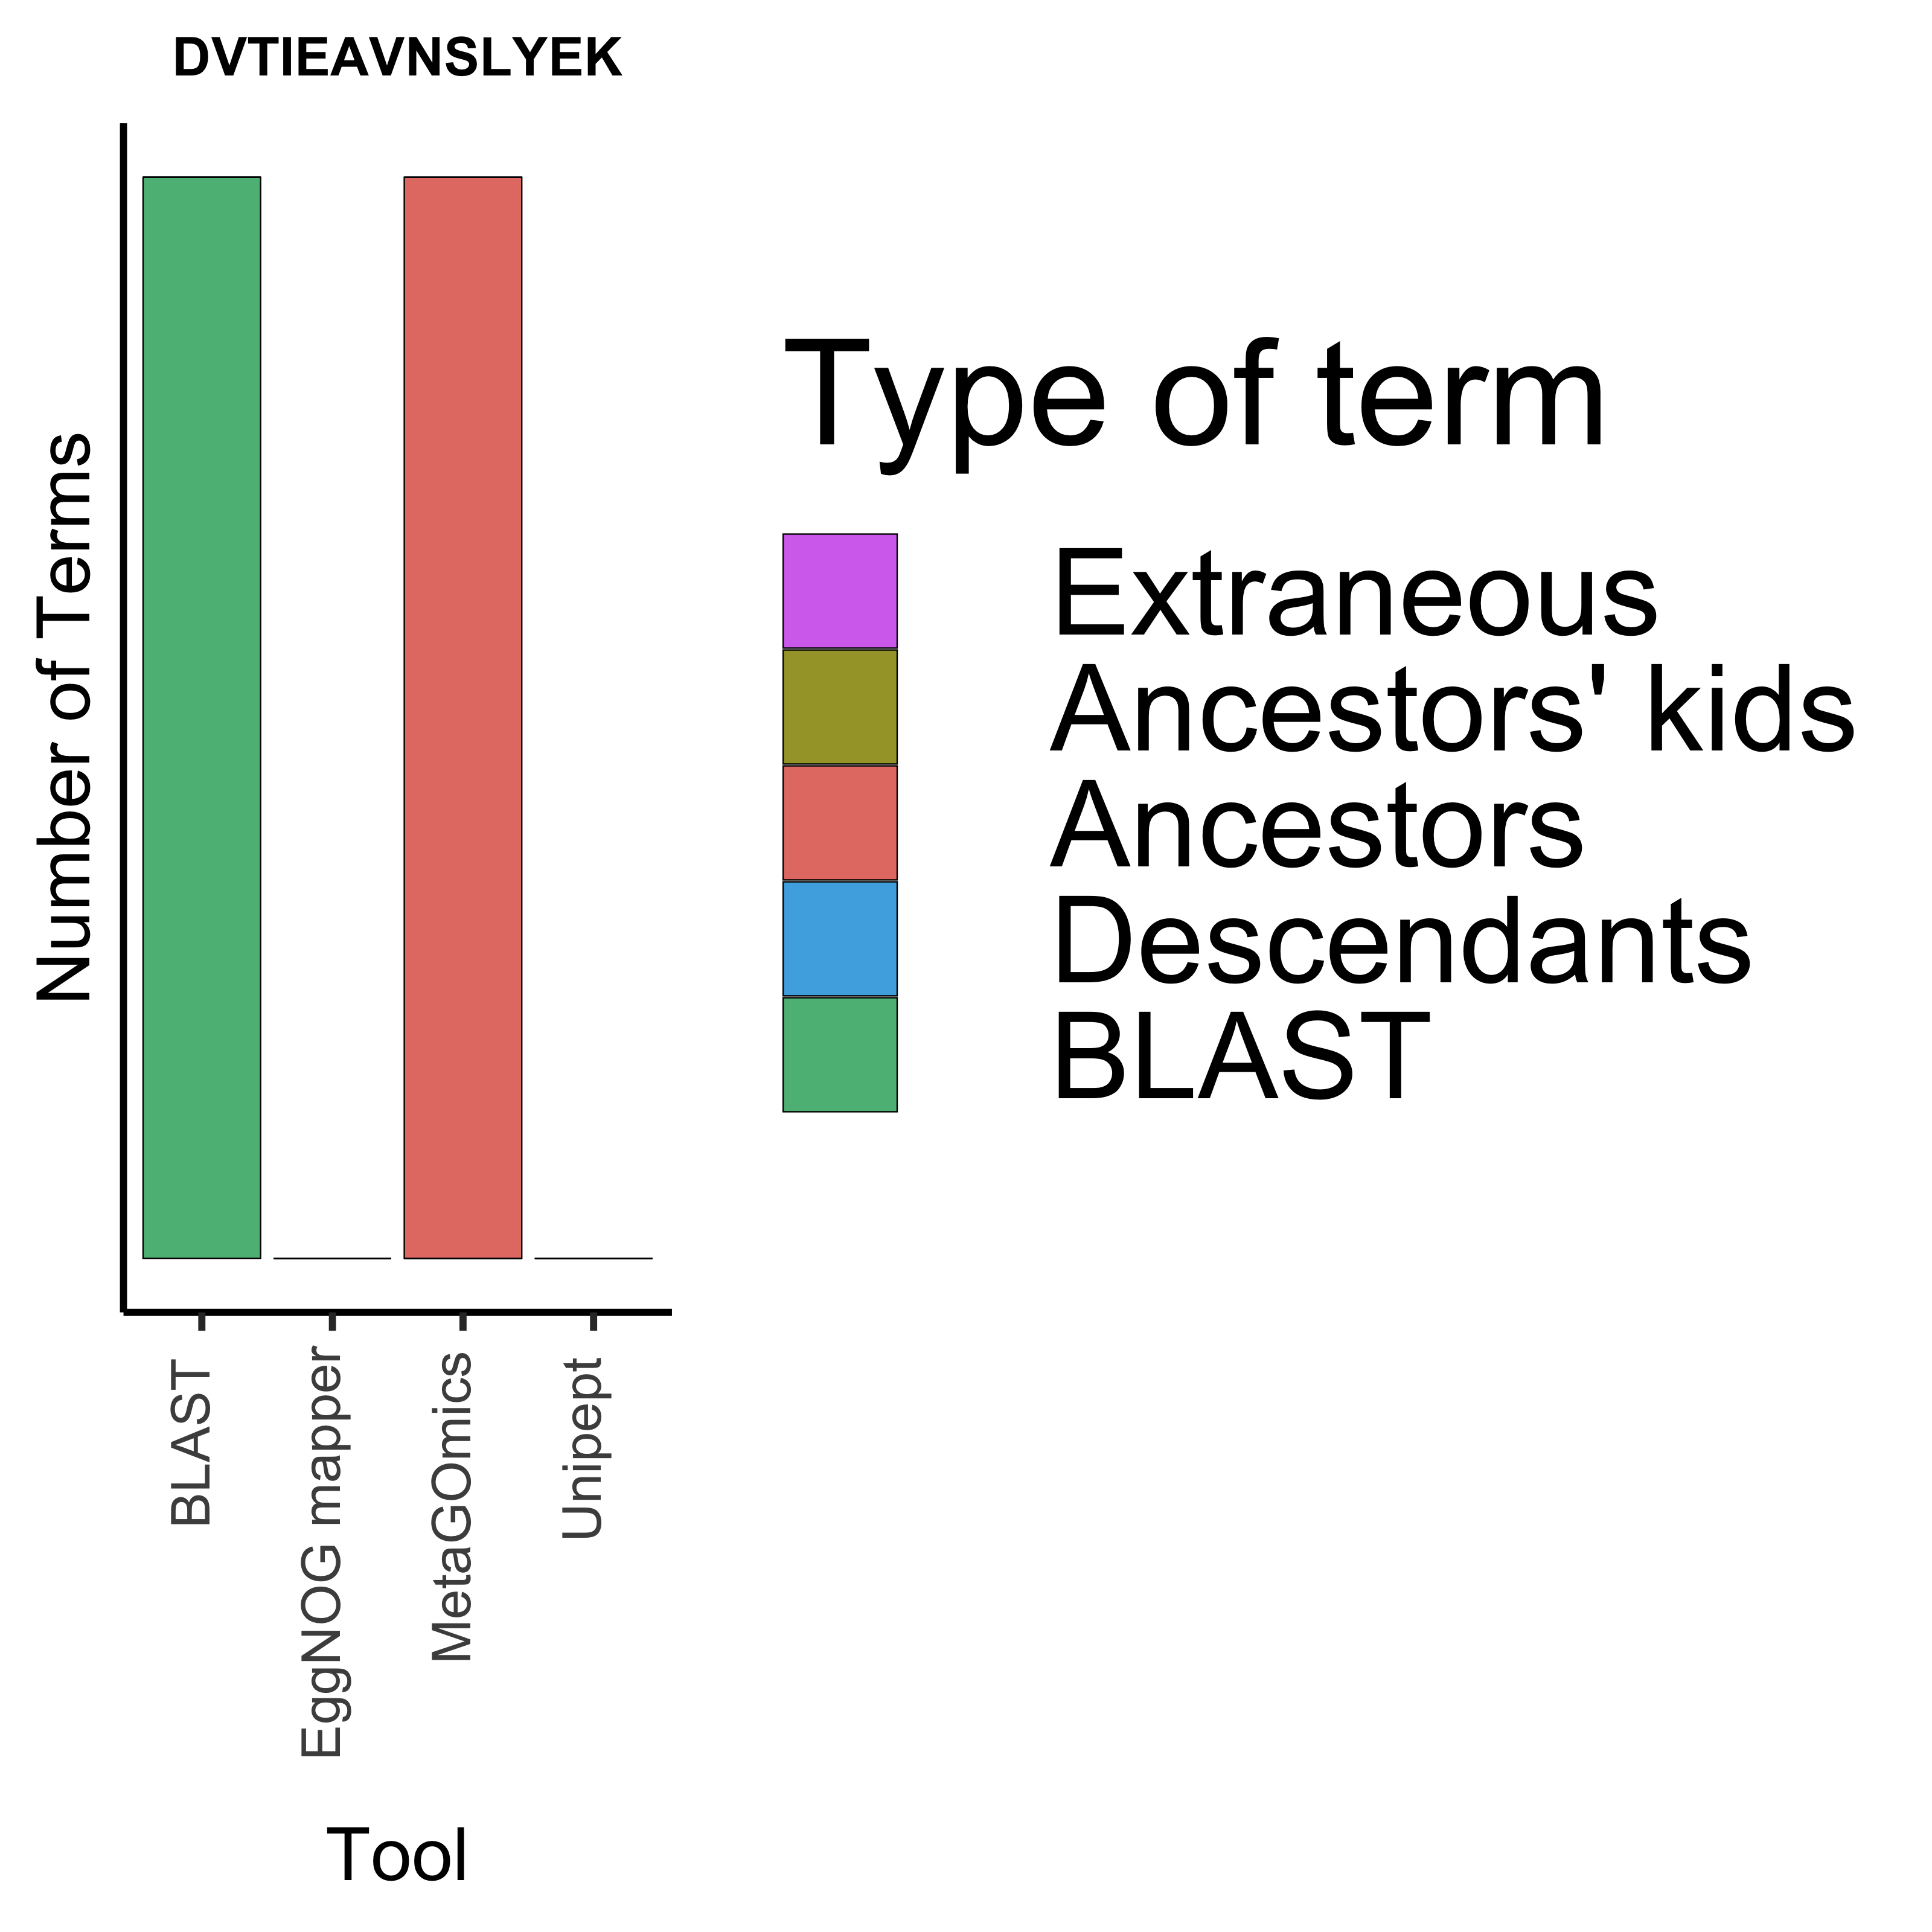 DVTIEAVNSLYEK
Number of Terms
BLAST
EggNOG mapper
MetaGOmics
Unipept
Tool
Type of term
Extraneous
Ancestors' kids
Ancestors
Descendants
BLAST